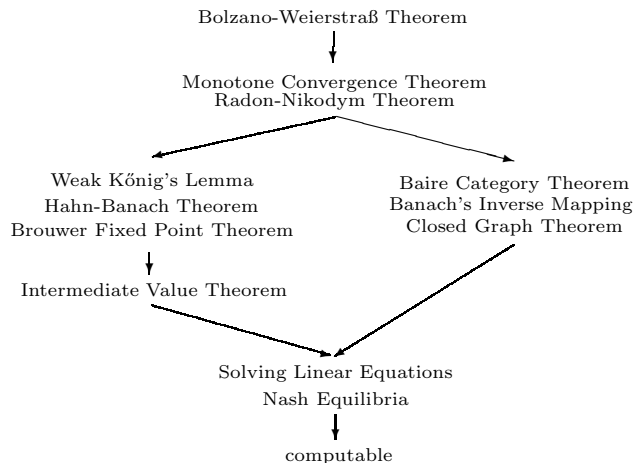 Bolzano-Weierstraß Theorem
Monotone Convergence Theorem
Radon-Nikodym Theorem
Weak Kőnig's Lemma
Hahn-Banach Theorem
Brouwer Fixed Point Theorem
Baire Category Theorem
Banach's Inverse Mapping
Closed Graph Theorem
Intermediate Value Theorem
Solving Linear Equations
Nash Equilibria
computable